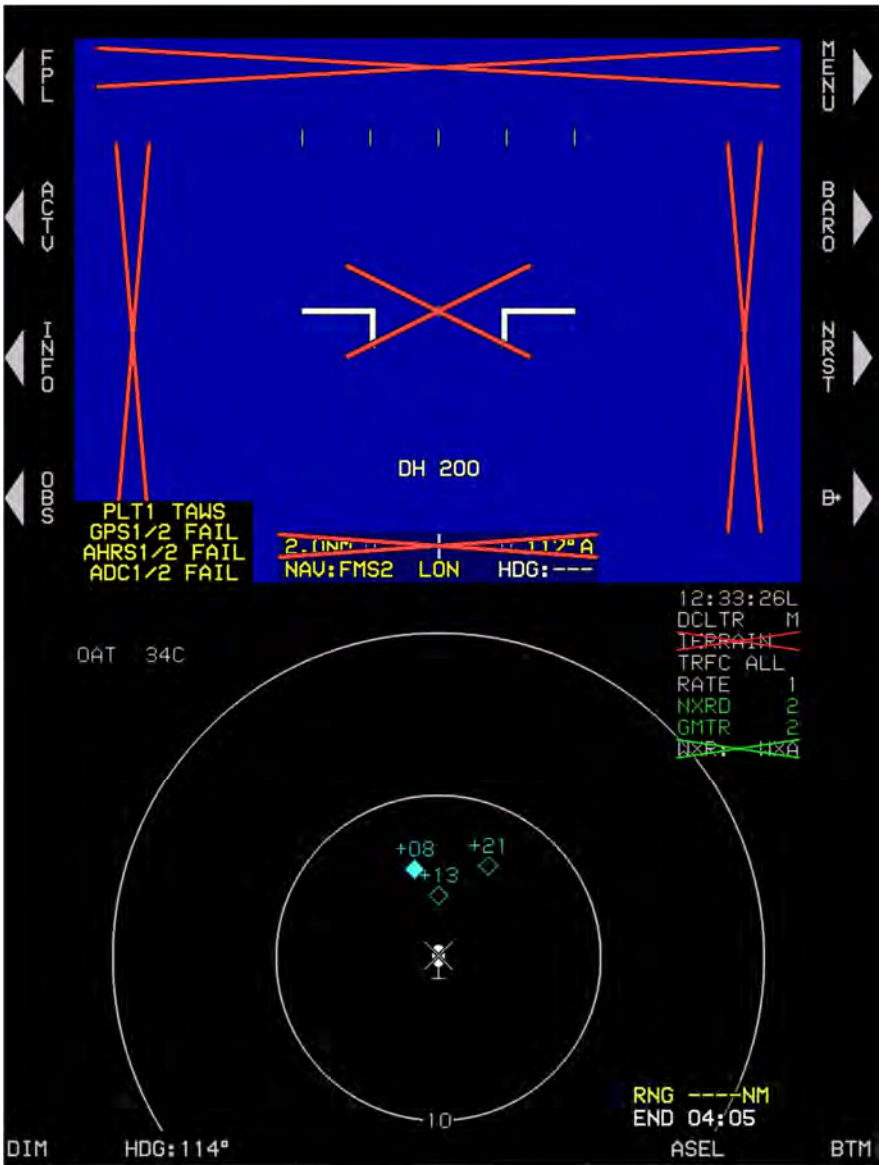 FPL
MENU
ACTV
BARO
INFO
NRST
OBS
DH 200
PLT1 TAWS
GPS1/2 FAIL
AHRS1/2 FAIL
ADC1/2 FAIL
117°A
NAV:FMS2 LON HDG:---
12:33:26L
DCLTR M
TERRAIN
TRFC ALL
RATE 1
NXRD 2
GMTR 2
WXA
OAT 34C
+08
+21
+13
10
RNG ----NM
END 04:05
DIM
HDG:114°
ASEL
BTM